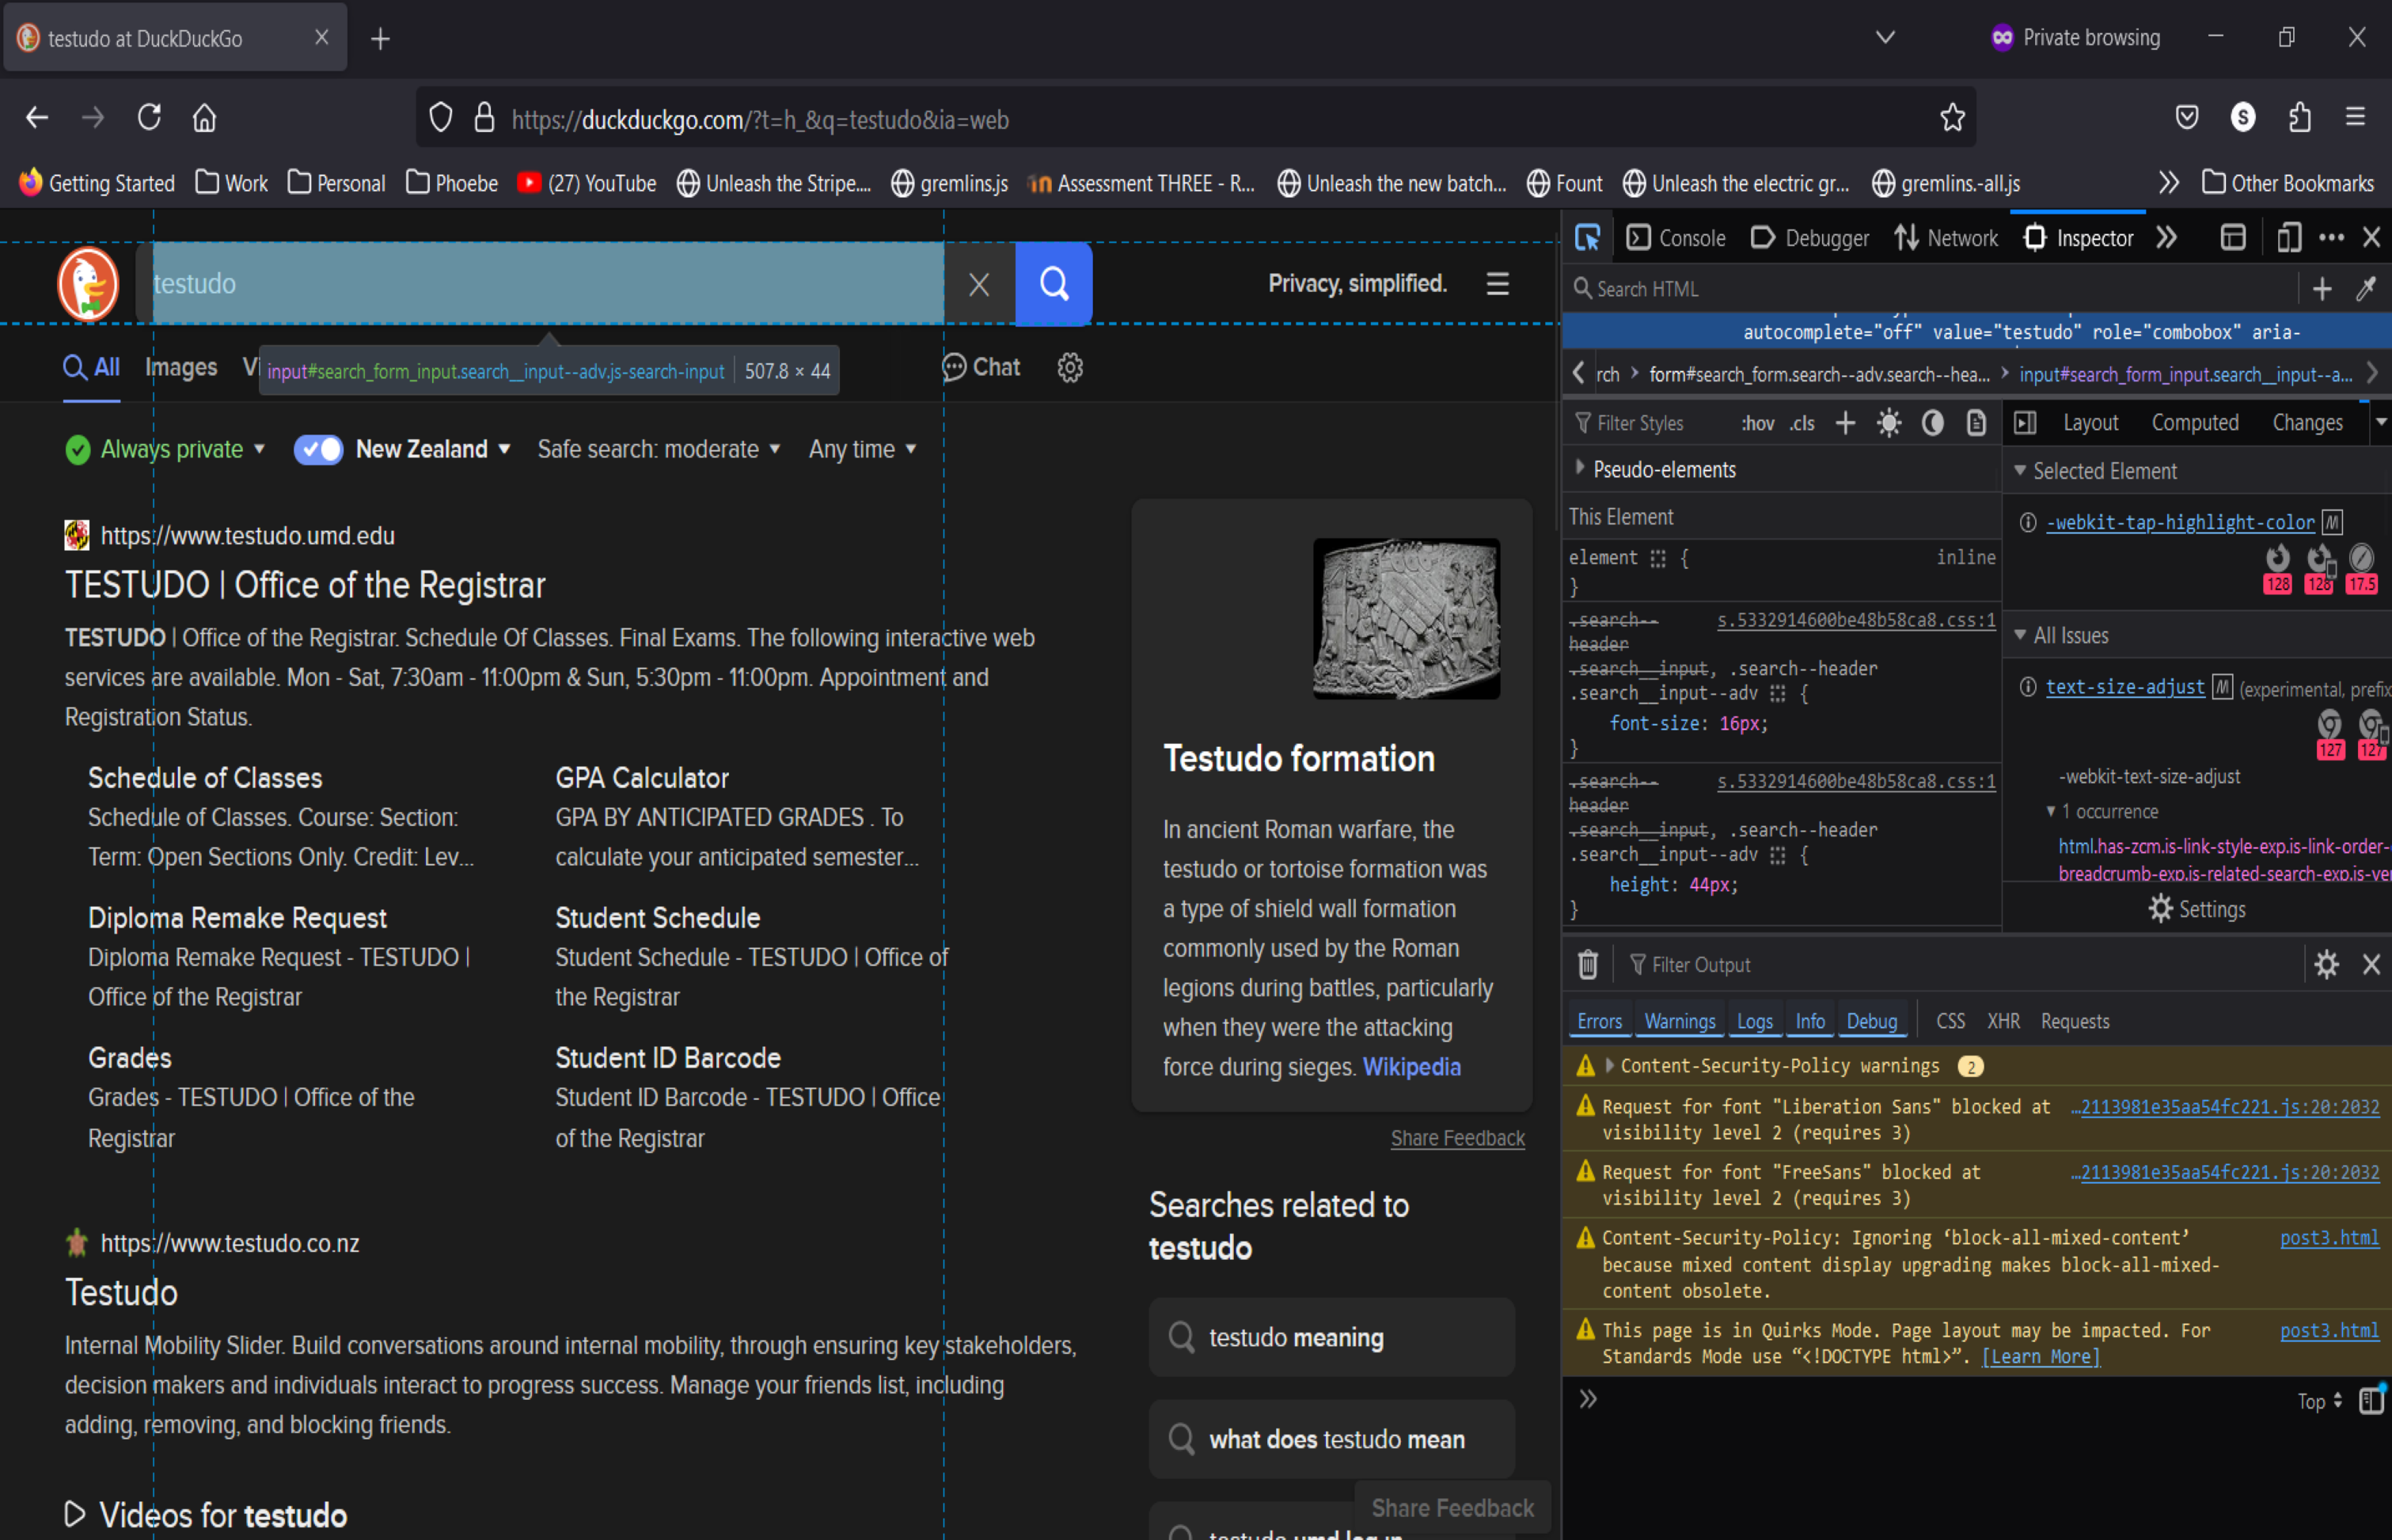 testudo at DuckDuckGo
Private browsing
https://duckduckgo.com/?t=h_&q=testudo&ia=web
S
Getting Started
Work
Personal
Phoebe
(27) YouTube
Unleash the Stripe....
gremlins.js
Assessment THREE - R...
Unleash the new batch...
Fount
Unleash the electric gr...
gremlins.-all.js
Other Bookmarks
testudo
Privacy, simplified.
All
Images
Vi
input#search_form_input.search__input--adv.js-search-input
507.8 × 44
Chat
Always private
New Zealand
Safe search: moderate
Any time
https://www.testudo.umd.edu
TESTUDO | Office of the Registrar
TESTUDO | Office of the Registrar. Schedule Of Classes. Final Exams. The following interactive web
services are available. Mon - Sat, 7:30am - 11:00pm & Sun, 5:30pm - 11:00pm. Appointment and
Registration Status.
Schedule of Classes
Schedule of Classes. Course: Section:
Term: Open Sections Only. Credit: Lev...
GPA Calculator
GPA BY ANTICIPATED GRADES . To
calculate your anticipated semester...
Diploma Remake Request
Diploma Remake Request - TESTUDO |
Office of the Registrar
Student Schedule
Student Schedule - TESTUDO | Office of
the Registrar
Grades
Grades - TESTUDO | Office of the
Registrar
Student ID Barcode
Student ID Barcode - TESTUDO | Office
of the Registrar
https://www.testudo.co.nz
Testudo
Internal Mobility Slider. Build conversations around internal mobility, through ensuring key stakeholders,
decision makers and individuals interact to progress success. Manage your friends list, including
adding, removing, and blocking friends.
Videos for testudo
Testudo formation
In ancient Roman warfare, the
testudo or tortoise formation was
a type of shield wall formation
commonly used by the Roman
legions during battles, particularly
when they were the attacking
force during sieges. Wikipedia
Share Feedback
Searches related to
testudo
testudo meaning
what does testudo mean
testudo umd log in
Share Feedback
Console
Debugger
Network
Inspector
Search HTML
autocomplete="off" value="testudo" role="combobox" aria-
rch
form#search_form.search--adv.search--hea...
input#search_form_input.search__input--a...
Filter Styles
:hov
.cls
Pseudo-elements
This Element
element {
inline
}
.search--
s.5332914600be48b58ca8.css:1
header
.search__input, .search--header
.search__input--adv {
font-size: 16px;
}
.search--
s.5332914600be48b58ca8.css:1
header
.search__input, .search--header
.search__input--adv {
height: 44px;
}
Layout
Computed
Changes
Selected Element
-webkit-tap-highlight-color
128
128
17.5
All Issues
text-size-adjust
(experimental, prefix
127
127
-webkit-text-size-adjust
1 occurrence
html.has-zcm.is-link-style-exp.is-link-order-
breadcrumb-exp.is-related-search-exp.is-ver
Settings
Filter Output
Errors
Warnings
Logs
Info
Debug
CSS
XHR
Requests
Content-Security-Policy warnings
2
Request for font "Liberation Sans" blocked at
visibility level 2 (requires 3)
…2113981e35aa54fc221.js:20:2032
Request for font "FreeSans" blocked at
visibility level 2 (requires 3)
…2113981e35aa54fc221.js:20:2032
Content-Security-Policy: Ignoring ‘block-all-mixed-content’
because mixed content display upgrading makes block-all-mixed-
content obsolete.
post3.html
This page is in Quirks Mode. Page layout may be impacted. For
Standards Mode use “<!DOCTYPE html>”. [Learn More]
post3.html
Top